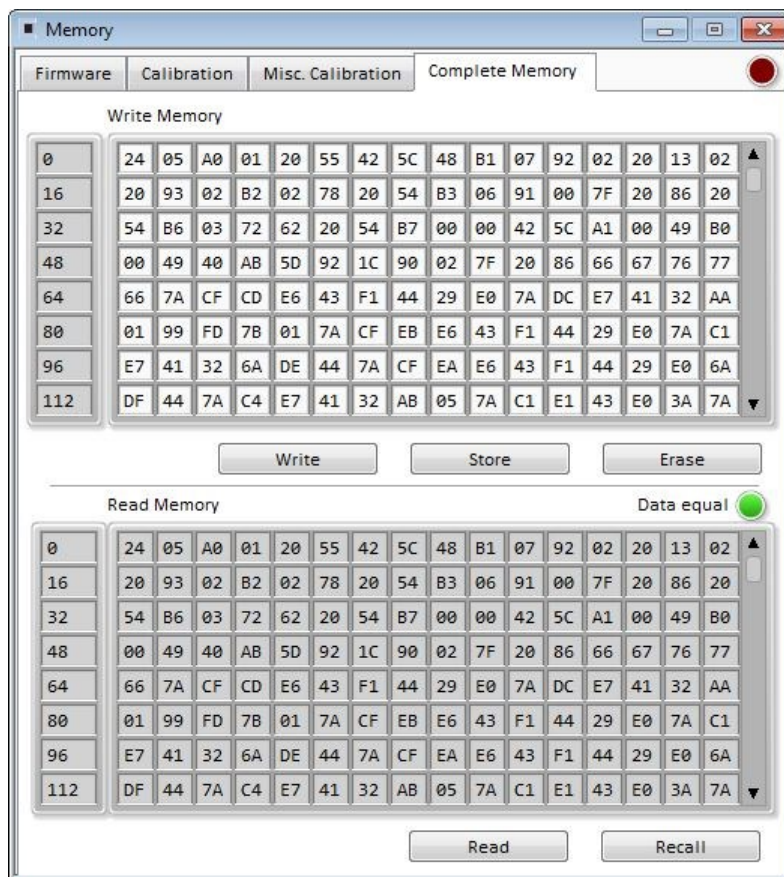 Memory
Firmware Calibration Misc. Calibration Complete Memory
Write Memory
0 24 05 A0 01 20 55 42 5C 48 B1 07 92 02 20 13 02
16 20 93 02 B2 02 78 20 54 B3 06 91 00 7F 20 86 20
32 54 B6 03 72 62 20 54 B7 00 00 42 5C A1 00 49 B0
48 00 49 40 AB 5D 92 1C 90 02 7F 20 86 66 67 76 77
64 66 7A CF CD E6 43 F1 44 29 E0 7A DC E7 41 32 AA
80 01 99 FD 7B 01 7A CF EB E6 43 F1 44 29 E0 7A C1
96 E7 41 32 6A DE 44 7A CF EA E6 43 F1 44 29 E0 6A
112 DF 44 7A C4 E7 41 32 AB 05 7A C1 E1 43 E0 3A 7A
Write Store Erase
Read Memory Data equal
0 24 05 A0 01 20 55 42 5C 48 B1 07 92 02 20 13 02
16 20 93 02 B2 02 78 20 54 B3 06 91 00 7F 20 86 20
32 54 B6 03 72 62 20 54 B7 00 00 42 5C A1 00 49 B0
48 00 49 40 AB 5D 92 1C 90 02 7F 20 86 66 67 76 77
64 66 7A CF CD E6 43 F1 44 29 E0 7A DC E7 41 32 AA
80 01 99 FD 7B 01 7A CF EB E6 43 F1 44 29 E0 7A C1
96 E7 41 32 6A DE 44 7A CF EA E6 43 F1 44 29 E0 6A
112 DF 44 7A C4 E7 41 32 AB 05 7A C1 E1 43 E0 3A 7A
Read Recall